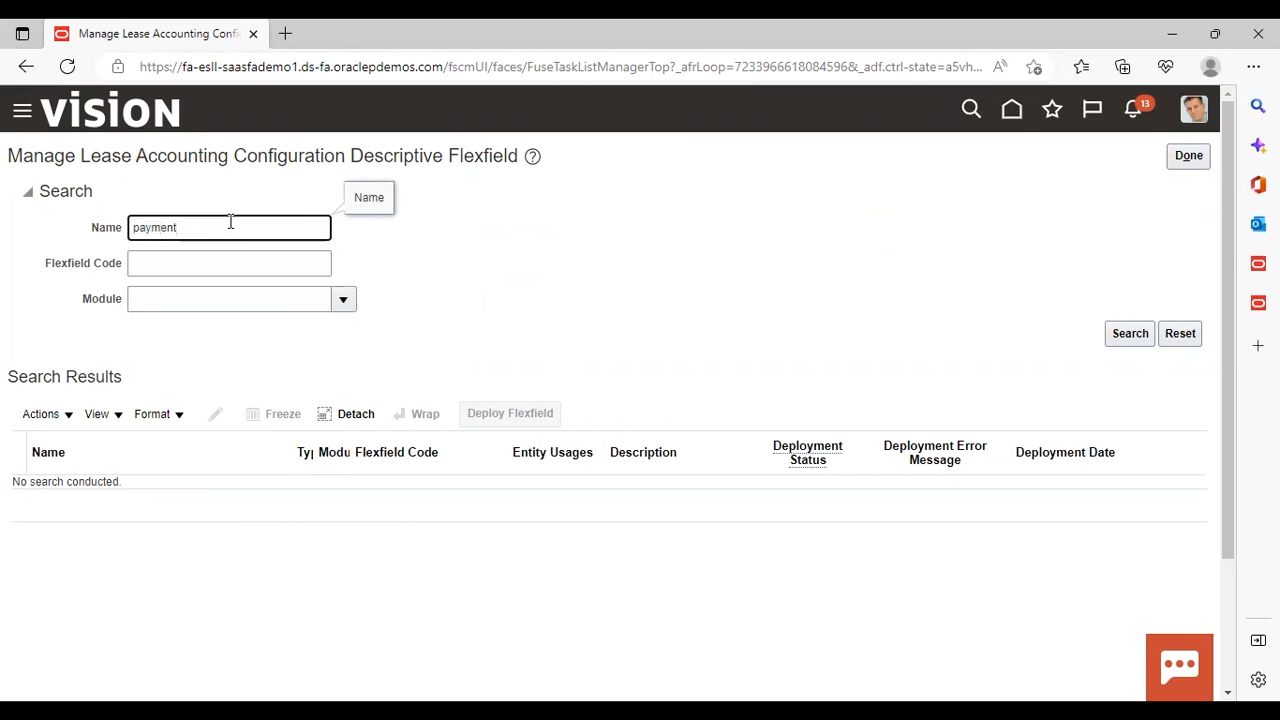 Manage Lease Accounting Confi
https://fa-esll-saasfademo1.ds-fa.oraclepdemos.com/fscmUI/faces/FuseTaskListManagerTop?_afrLoop=72339666180845​96&_adf.ctrl-state=a5vh...
VISION
13
Manage Lease Accounting Configuration Descriptive Flexfield
Done
Search
Name
Name payment
Flexfield Code
Module
Search Reset
Search Results
Actions View Format Freeze Detach Wrap Deploy Flexfield
Name Ty Modu Flexfield Code Entity Usages Description Deployment Status Deployment Error Message Deployment Date
No search conducted.